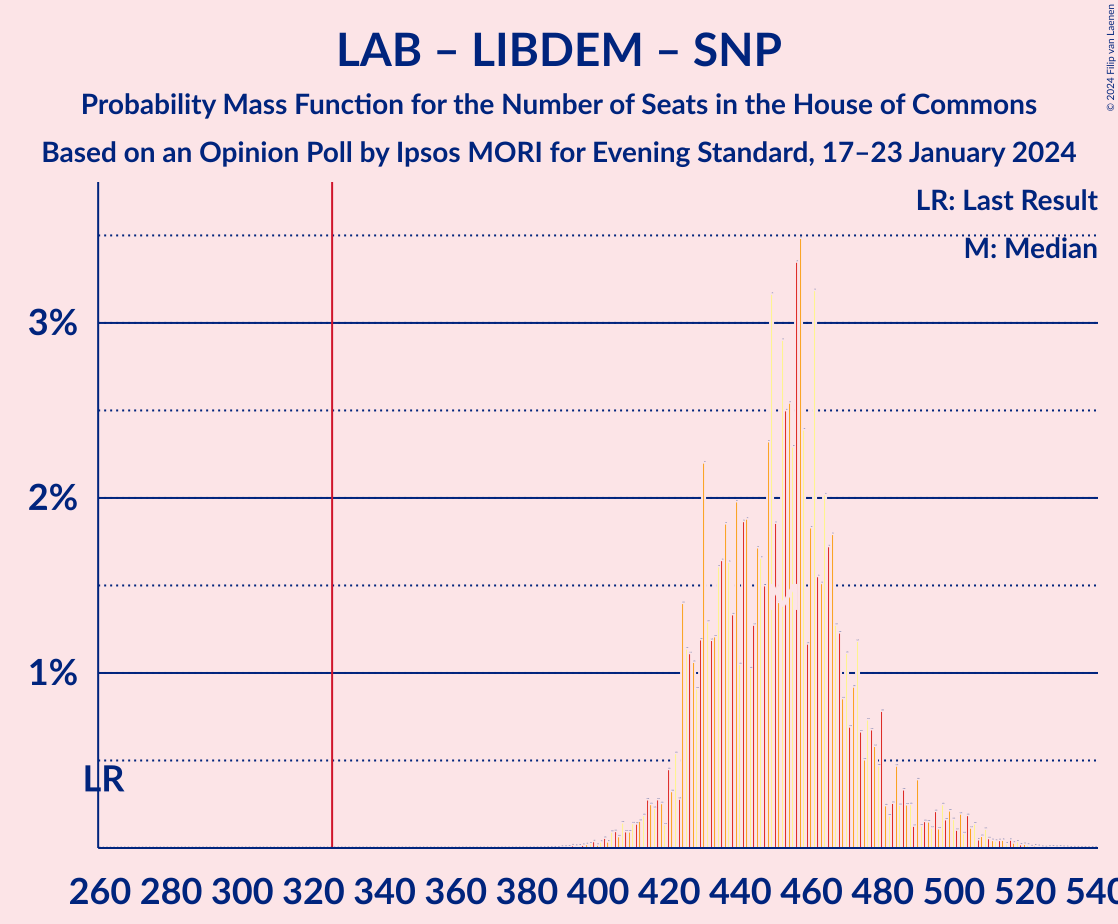 LAB – LIBDEM – SNP
Probability Mass Function for the Number of Seats in the House of Commons
Based on an Opinion Poll by Ipsos MORI for Evening Standard, 17–23 January 2024
© 2024 Filip van Laenen
LR: Last Result
M: Median
3%
2%
1%
LR
M
260 280 300 320 340 360 380 400 420 440 460 480 500 520 540